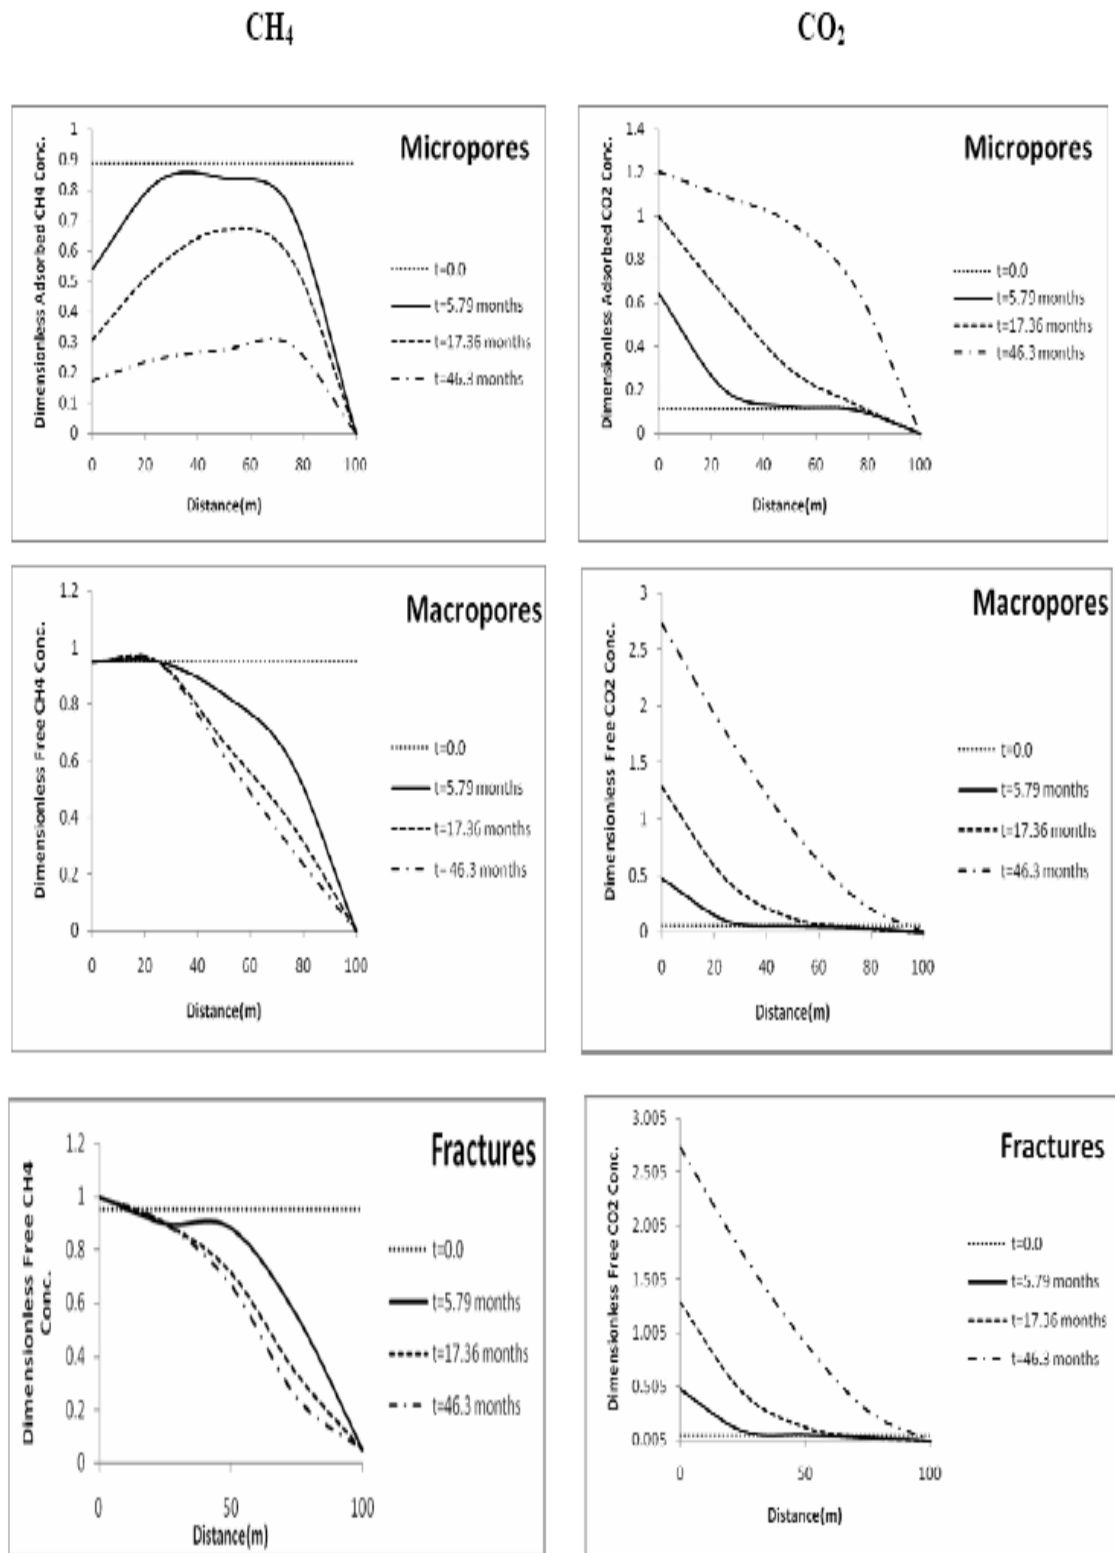 CH4
CO2
Micropores
Dimensionless Adsorbed CH4 Conc.
1
0.9
0.8
0.7
0.6
0.5
0.4
0.3
0.2
0.1
0
0 20 40 60 80 100
Distance(m)
t=0.0
t=5.79 months
t=17.36 months
t=46.3 months
Micropores
Dimensionless Adsorbed CO2 Conc.
1.4
1.2
1
0.8
0.6
0.4
0.2
0
0 20 40 60 80 100
Distance(m)
t=0.0
t=5.79 months
t=17.36 months
t=46.3 months
Macropores
Dimensionless Free CH4 Conc.
1.2
1
0.8
0.6
0.4
0.2
0
0 20 40 60 80 100
Distance(m)
t=0.0
t=5.79 months
t=17.36 months
t= 46.3 months
Macropores
Dimensionless Free CO2 Conc.
3
2.5
2
1.5
1
0.5
0
0 20 40 60 80 100
Distance(m)
t=0.0
t=5.79 months
t=17.36 months
t=46.3 months
Fractures
Dimensionless Free CH4
Conc.
1.2
1
0.8
0.6
0.4
0.2
0
0 50 100
Distance(m)
t=0.0
t=5.79 months
t=17.36 months
t=46.3 months
Fractures
Dimensionless Free CO2 Conc.
3.005
2.505
2.005
1.505
1.005
0.505
0.005
0 50 100
Distance(m)
t=0.0
t=5.79 months
t=17.36 months
t=46.3 months